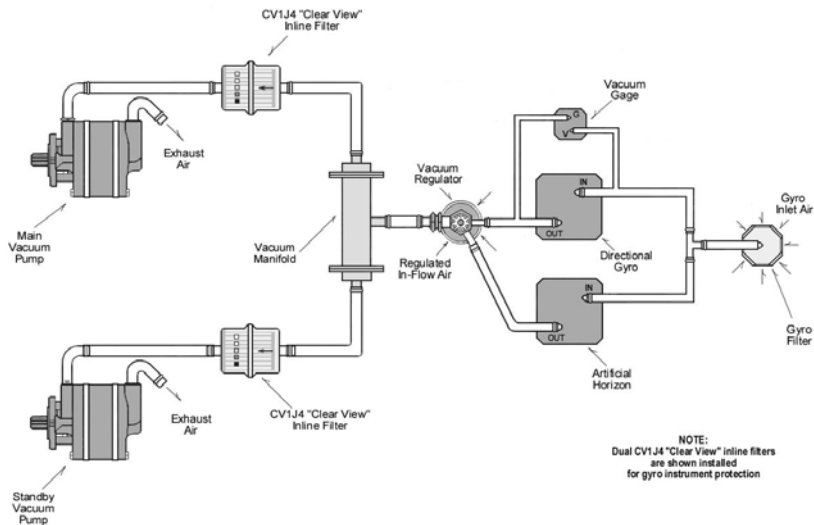 CV1J4 "Clear View"
Inline Filter
Exhaust
Air
Main
Vacuum
Pump
Vacuum
Manifold
Vacuum
Regulator
Regulated
In-Flow Air
Vacuum
Gage
G
V
IN
OUT
Directional
Gyro
Gyro
Inlet Air
Gyro
Filter
IN
OUT
Artificial
Horizon
Exhaust
Air
CV1J4 "Clear View"
Inline Filter
Standby
Vacuum
Pump
NOTE:
Dual CV1J4 "Clear View" inline filters
are shown installed
for gyro instrument protection